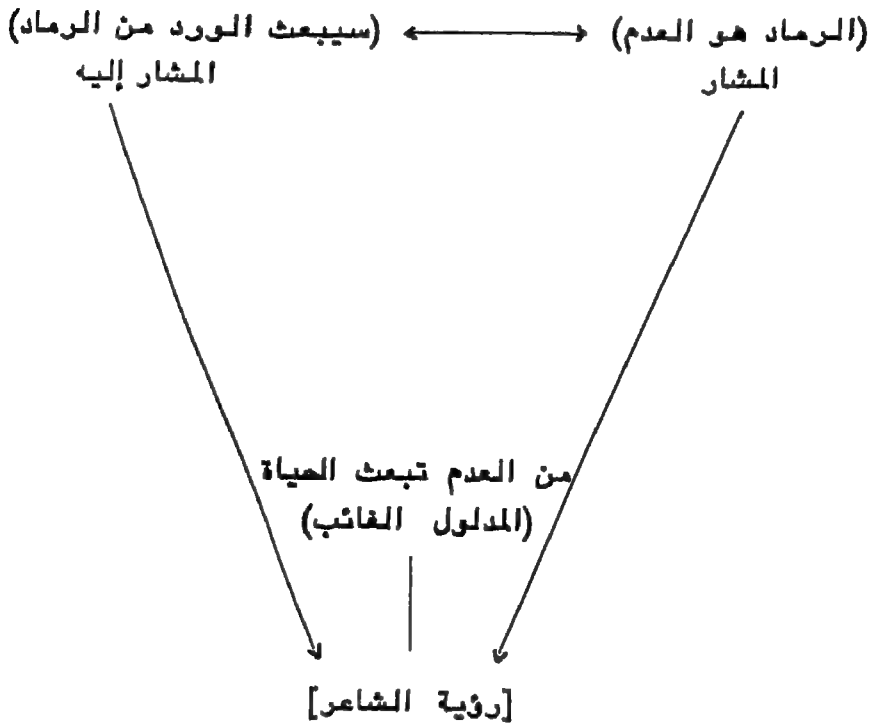 (الرماد هو العدم)
(سيبعث الورد من الرماد)
المشار
المشار إليه
من العدم تبعث الحياة
(المدلول الغائب)
[رؤية الشاعر]